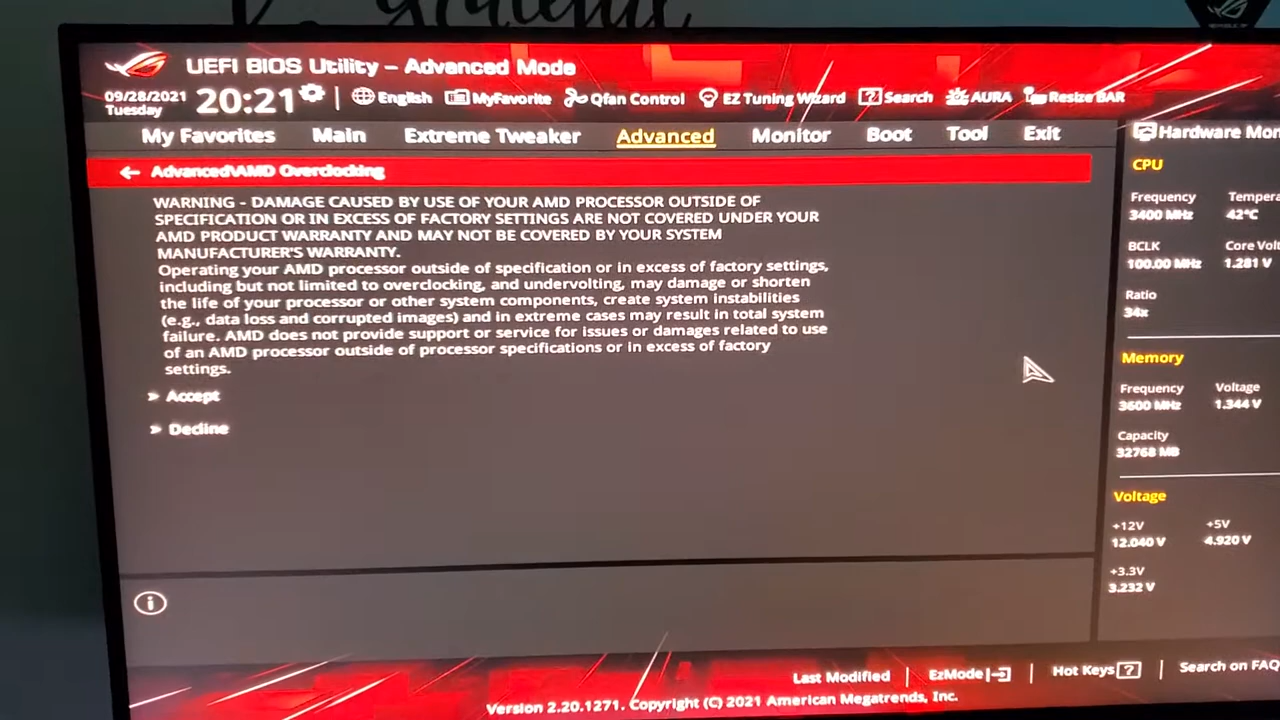 UEFI BIOS Utility – Advanced Mode
09/28/2021
Tuesday
20:21
English
MyFavorite
Qfan Control
EZ Tuning Wizard
Search
AURA
Resize BAR
My Favorites
Main
Extreme Tweaker
Advanced
Monitor
Boot
Tool
Exit
Advanced\AMD Overclocking
WARNING - DAMAGE CAUSED BY USE OF YOUR AMD PROCESSOR OUTSIDE OF
SPECIFICATION OR IN EXCESS OF FACTORY SETTINGS ARE NOT COVERED UNDER YOUR
AMD PRODUCT WARRANTY AND MAY NOT BE COVERED BY YOUR SYSTEM
MANUFACTURER'S WARRANTY.
Operating your AMD processor outside of specification or in excess of factory settings,
including but not limited to overclocking, and undervolting, may damage or shorten
the life of your processor or other system components, create system instabilities
(e.g., data loss and corrupted images) and in extreme cases may result in total system
failure. AMD does not provide support or service for issues or damages related to use
of an AMD processor outside of processor specifications or in excess of factory
settings.
Accept
Decline
Hardware Mon
CPU
Frequency Tempera
3400 MHz 42°C
BCLK Core Volt
100.00 MHz 1.281 V
Ratio
34x
Memory
Frequency Voltage
3600 MHz 1.344 V
Capacity
32768 MB
Voltage
+12V +5V
12.040 V 4.920 V
+3.3V
3.232 V
Last Modified
EzMode
Hot Keys ?
Search on FAQ
Version 2.20.1271. Copyright (C) 2021 American Megatrends, Inc.